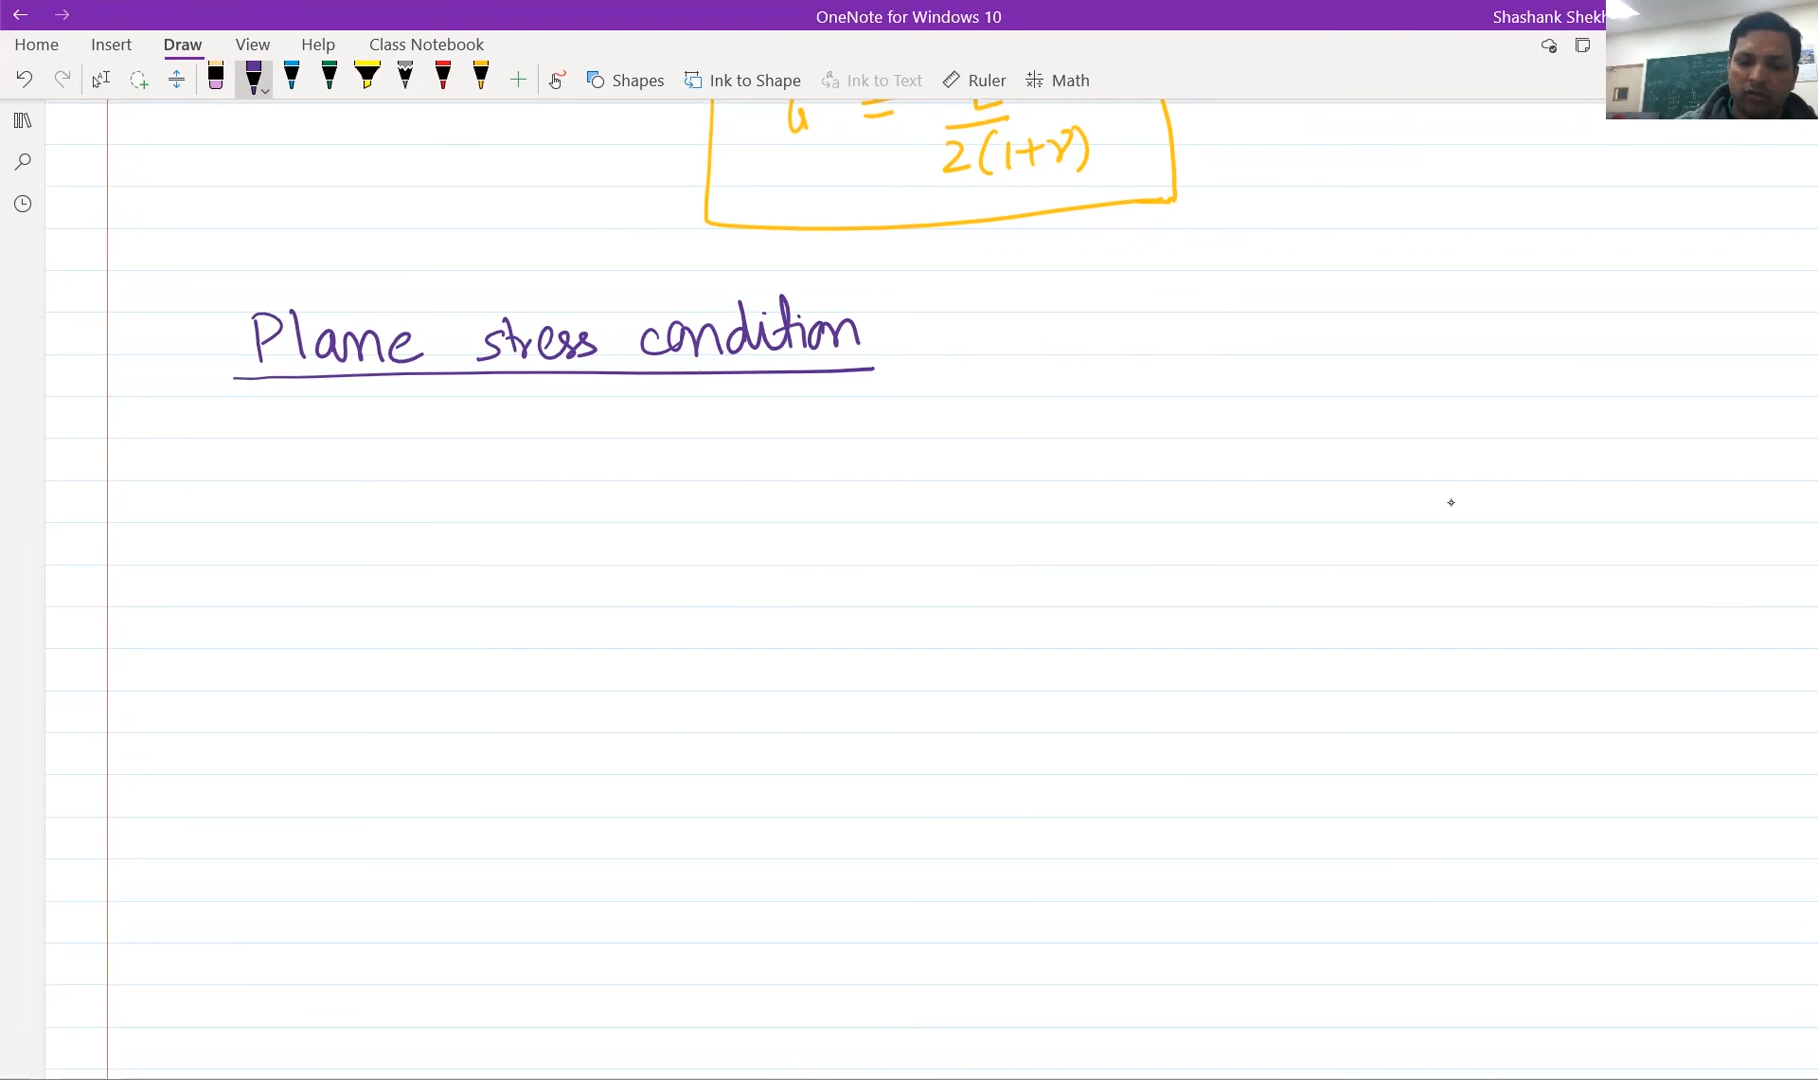 OneNote for Windows 10
Shashank Shekh
Home Insert Draw View Help Class Notebook
Shapes Ink to Shape Ink to Text Ruler Math
G =
2(1+ν)
Plane stress condition